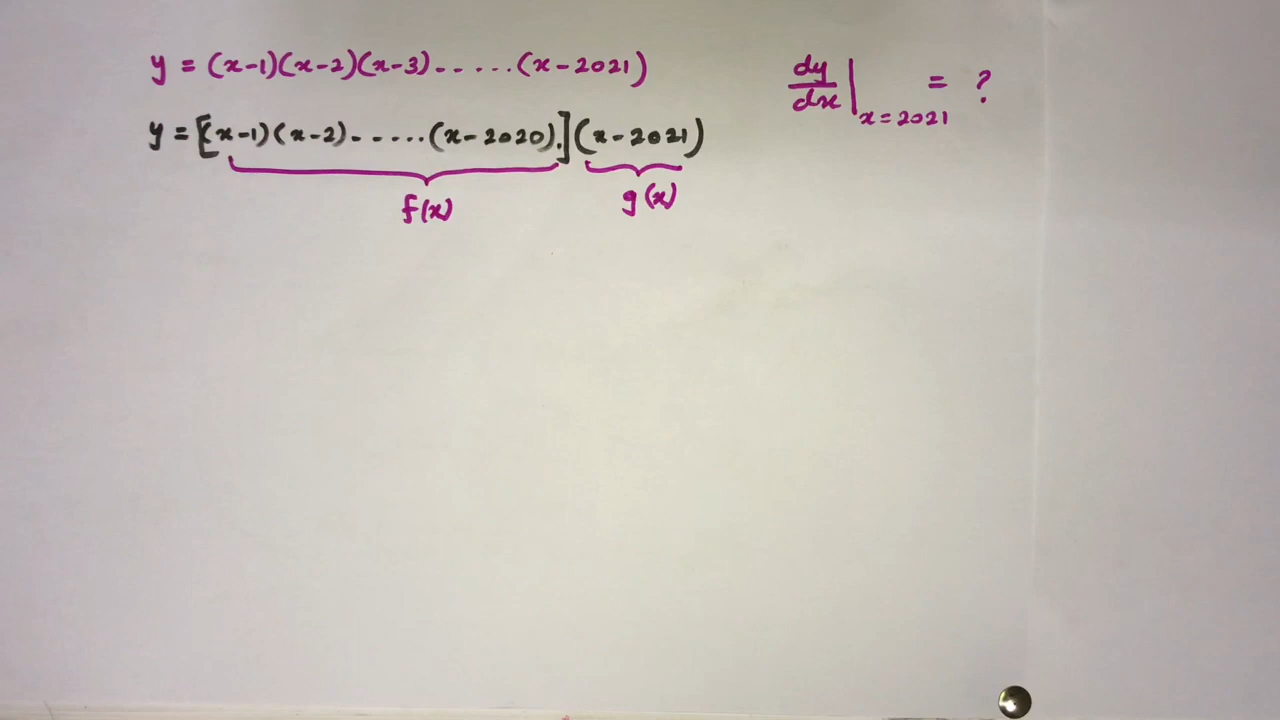 y = (x-1)(x-2)(x-3)- - .....(x-2021)
dy/dx |x=2021 = ?
y = [(x-1)(x-2)- - .....(x-2020).](x-2021)
f(x) g(x)